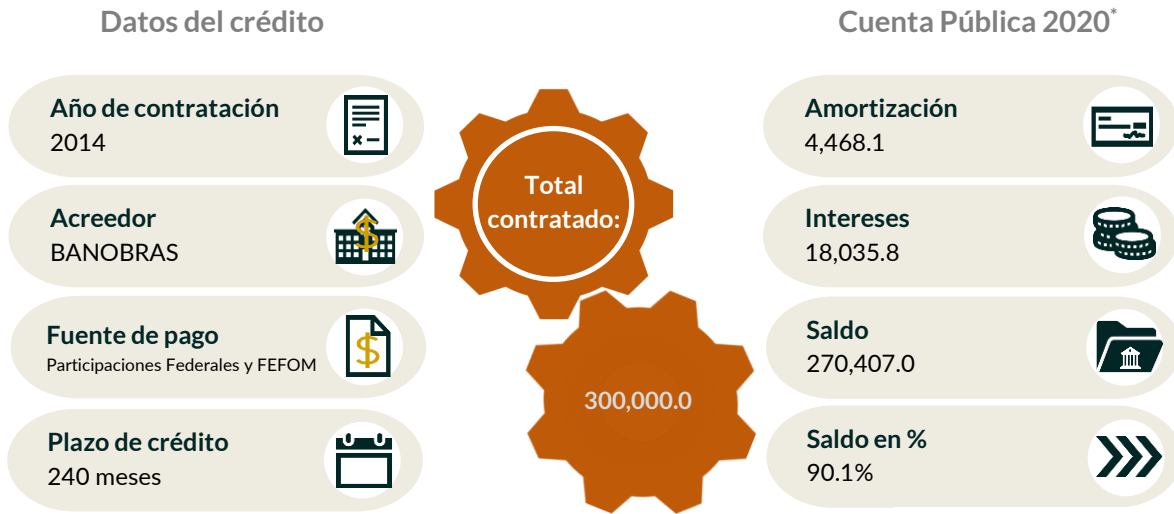 Datos del crédito
Año de contratación
2014
Acreedor
BANOBRAS
Fuente de pago
Participaciones Federales y FEFOM
Plazo de crédito
240 meses
Total
contratado:
300,000.0
Cuenta Pública 2020*
Amortización
4,468.1
Intereses
18,035.8
Saldo
270,407.0
Saldo en %
90.1%